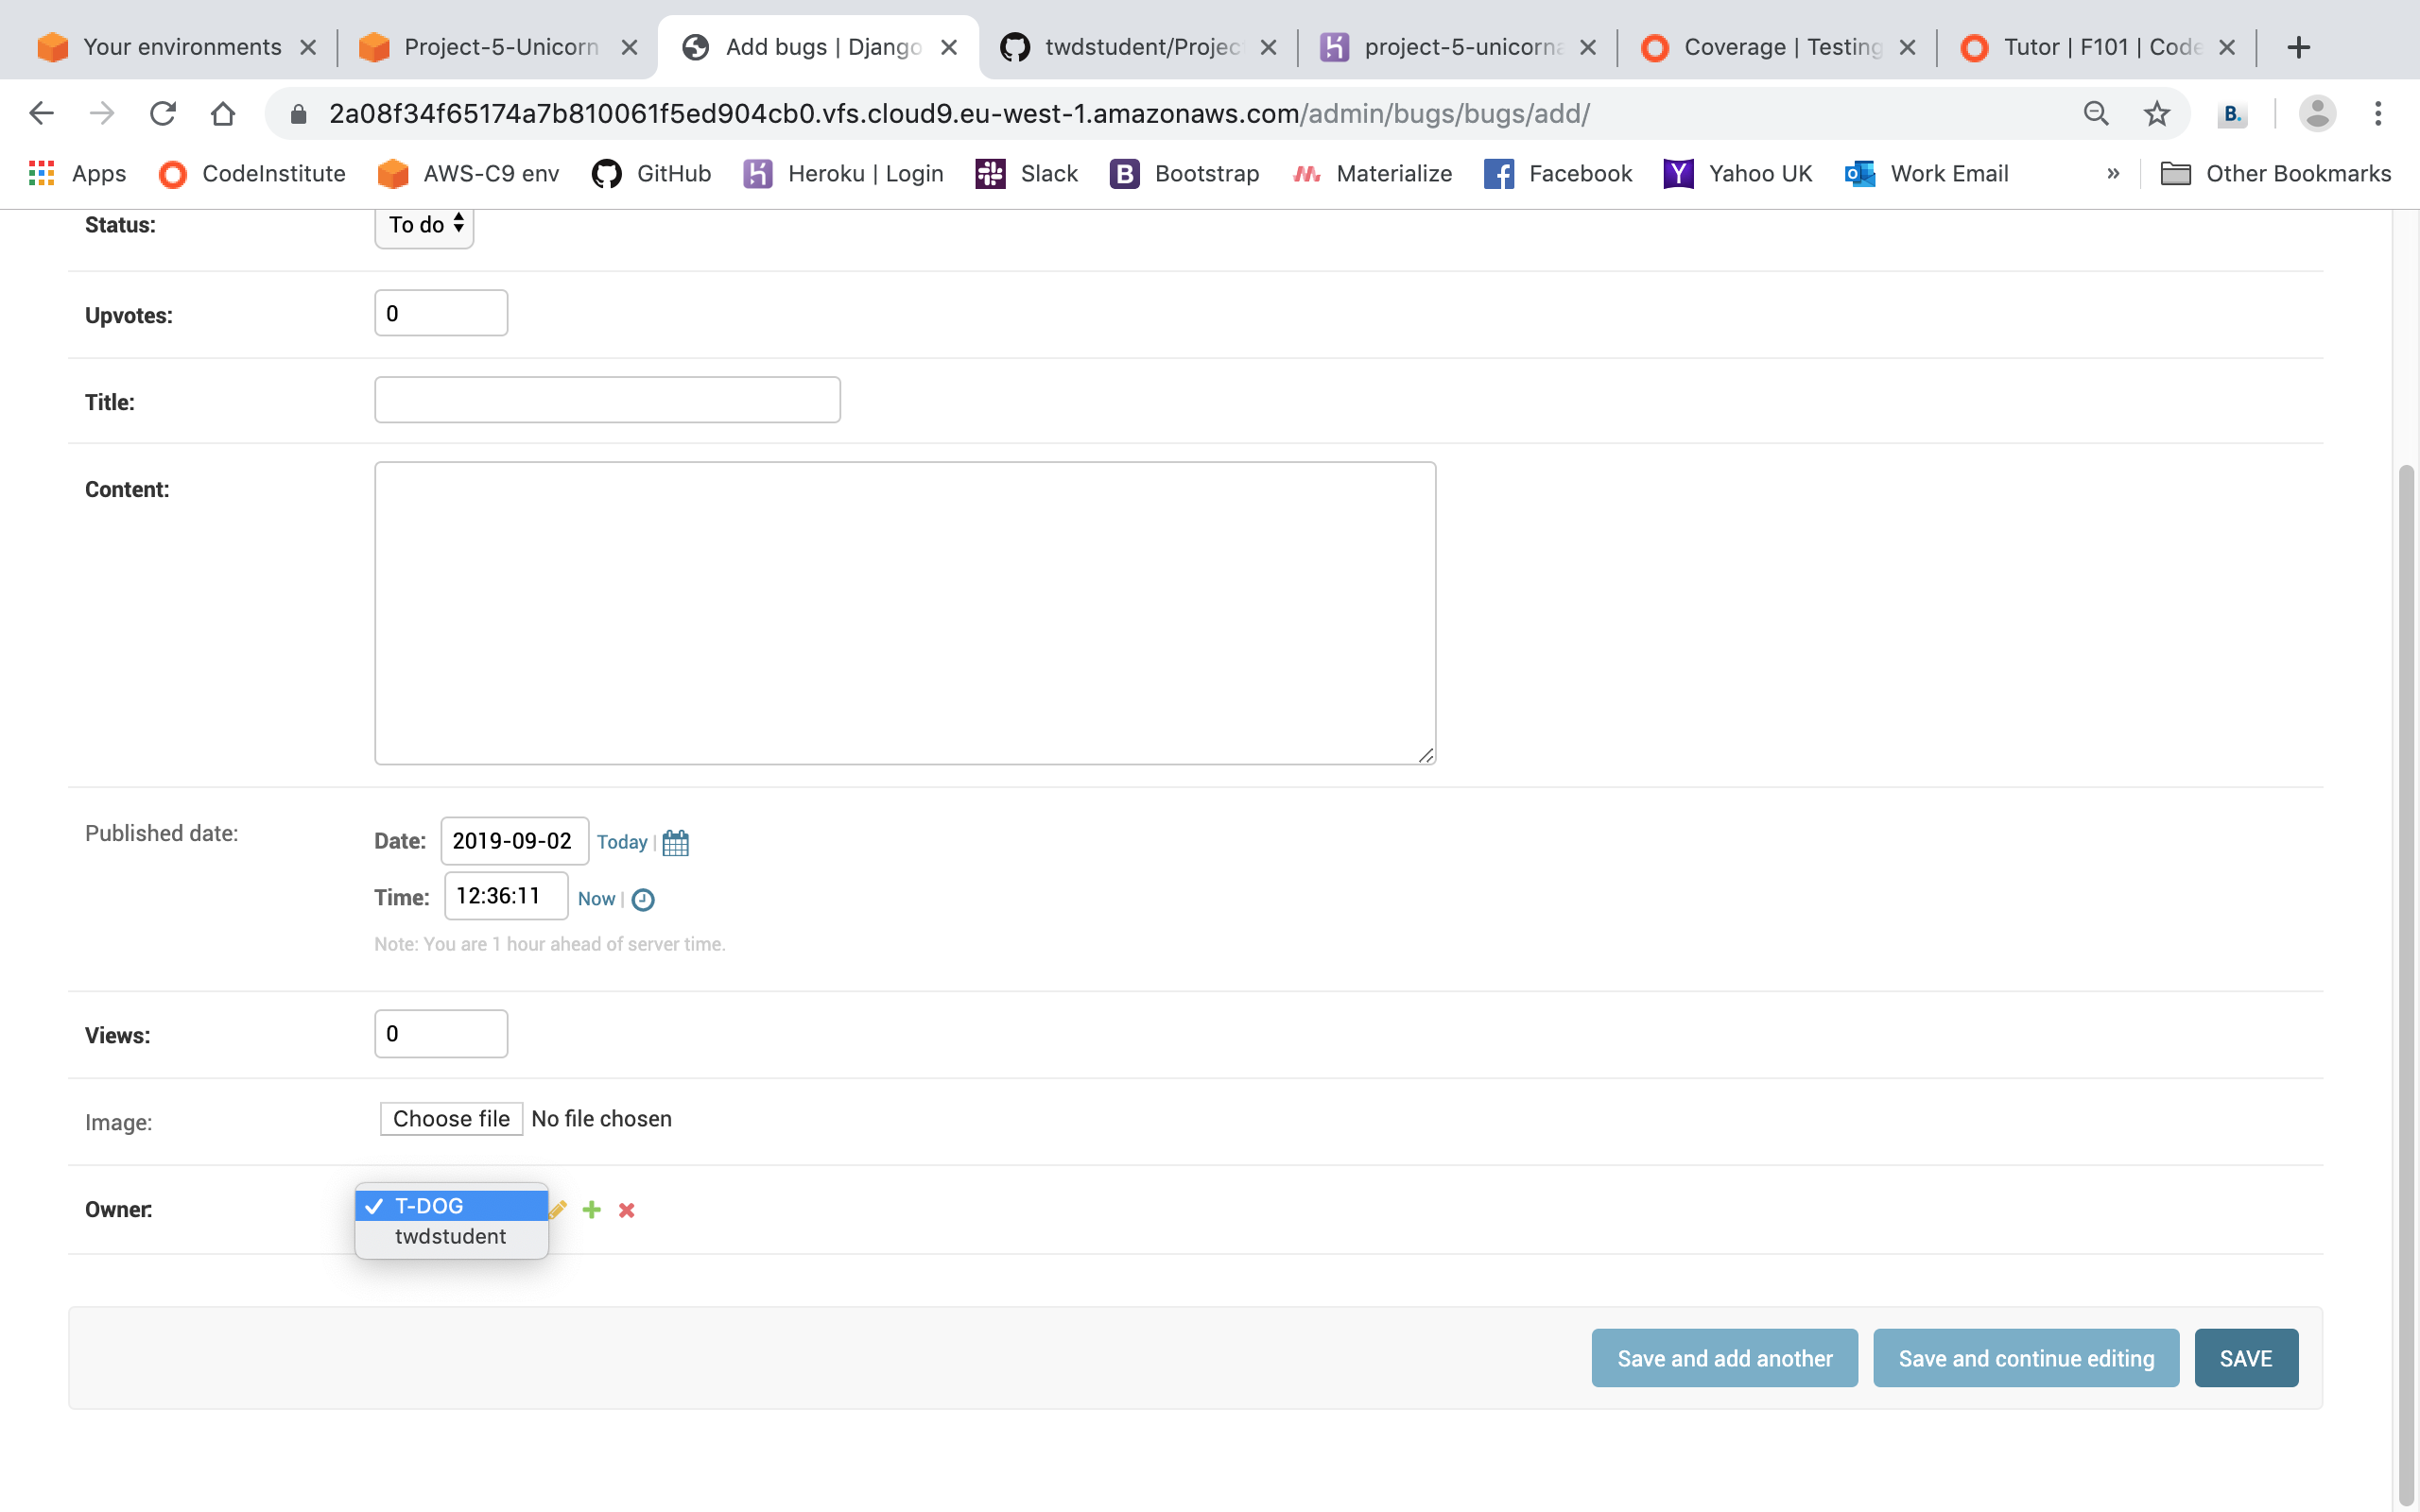 Your environments
Project-5-Unicorn
Add bugs | Django
twdstudent/Projec
project-5-unicorna
Coverage | Testing
Tutor | F101 | Code
2a08f34f65174a7b810061f5ed904cb0.vfs.cloud9.eu-west-1.amazonaws.com/admin/bugs/bugs/add/
B.
Apps
CodeInstitute
AWS-C9 env
GitHub
Heroku | Login
Slack
B Bootstrap
Materialize
Facebook
Yahoo UK
Work Email
»
Other Bookmarks
Status: To do
Upvotes: 0
Title:
Content:
Published date: Date: 2019-09-02 Today |
Time: 12:36:11 Now |
Note: You are 1 hour ahead of server time.
Views: 0
Image: Choose file No file chosen
Owner: ✓ T-DOG
twdstudent
Save and add another Save and continue editing SAVE